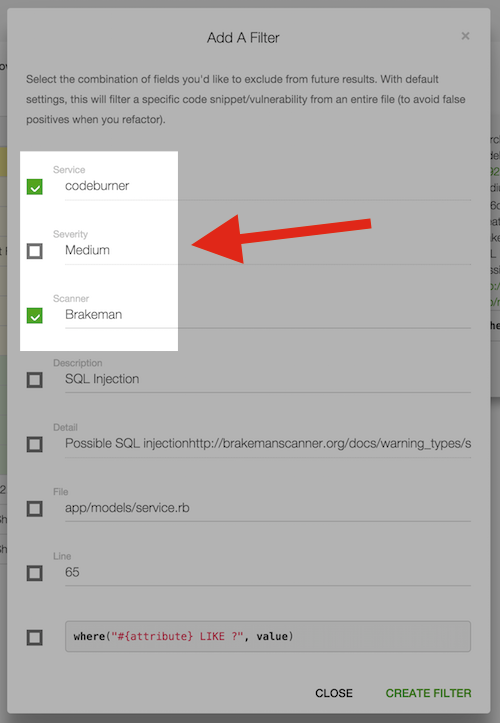 Add A Filter
×
Select the combination of fields you'd like to exclude from future results. With default
settings, this will filter a specific code snippet/vulnerability from an entire file (to avoid false
positives when you refactor).
Service
codeburner
Severity
Medium
Scanner
Brakeman
Description
SQL Injection
Detail
Possible SQL injectionhttp://brakemanscanner.org/docs/warning_types/s
File
app/models/service.rb
Line
65
where("#{attribute} LIKE ?", value)
CLOSE CREATE FILTER